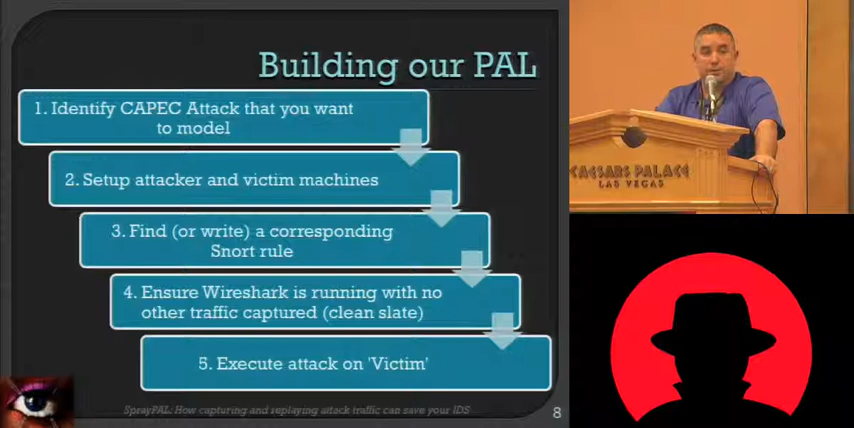 Building our PAL
1. Identify CAPEC Attack that you want
to model
2. Setup attacker and victim machines
3. Find (or write) a corresponding
Snort rule
4. Ensure Wireshark is running with no
other traffic captured (clean slate)
5. Execute attack on 'Victim'
SprayPAL: How capturing and replaying attack traffic can save your IDS
8
CAESARS PALACE
LAS VEGAS